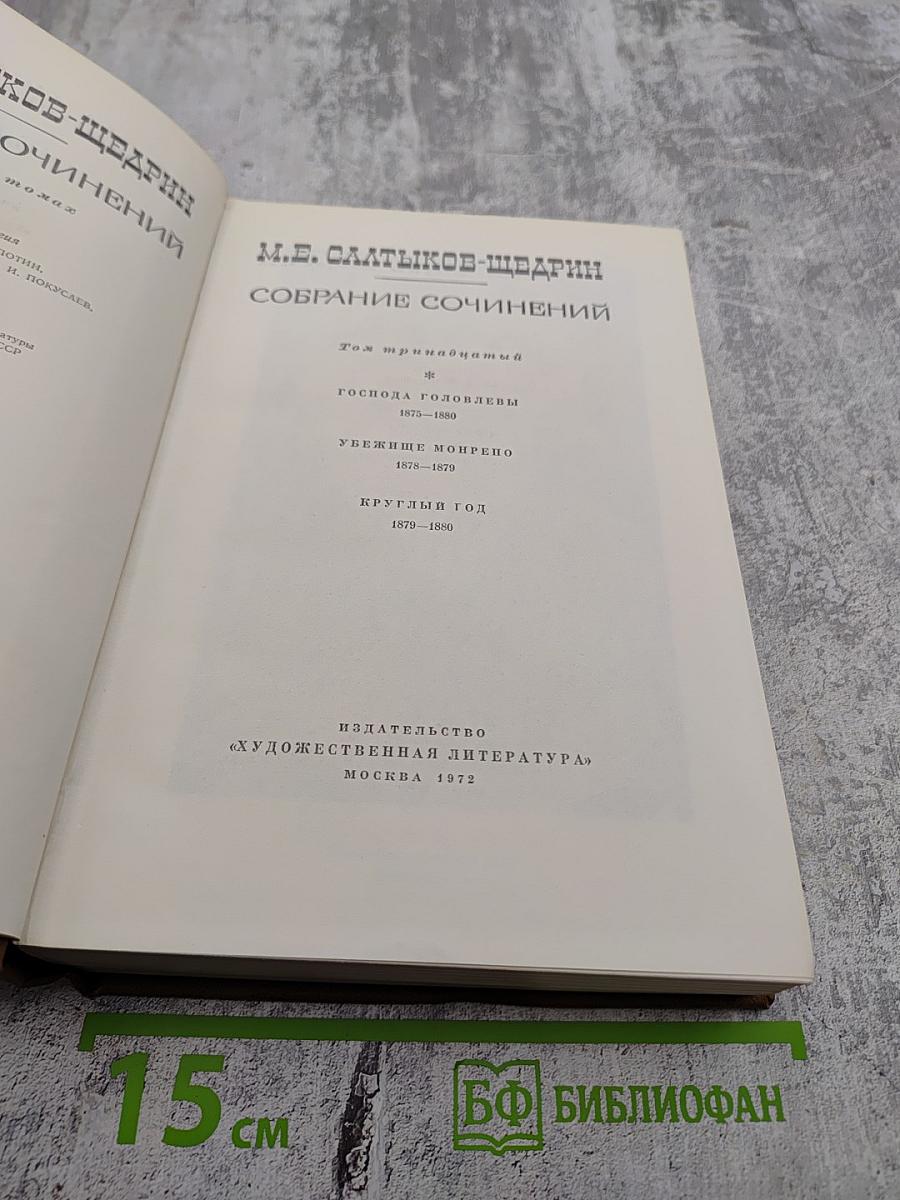 КОВ-ЩЕДРИН
ОЧИНЕНИЙ
томах
И. ПОКУСАЕВ.
М.Е. САЛТЫКОВ-ЩЕДРИН
СОБРАНИЕ СОЧИНЕНИЙ
Том тринадцатый
*
ГОСПОДА ГОЛОВЛЕВЫ
1875—1880
УБЕЖИЩЕ МОНРЕПО
1878—1879
КРУГЛЫЙ ГОД
1879—1880
ИЗДАТЕЛЬСТВО
«ХУДОЖЕСТВЕННАЯ ЛИТЕРАТУРА»
МОСКВА 1972
15 см
БФ БИБЛИОФАН